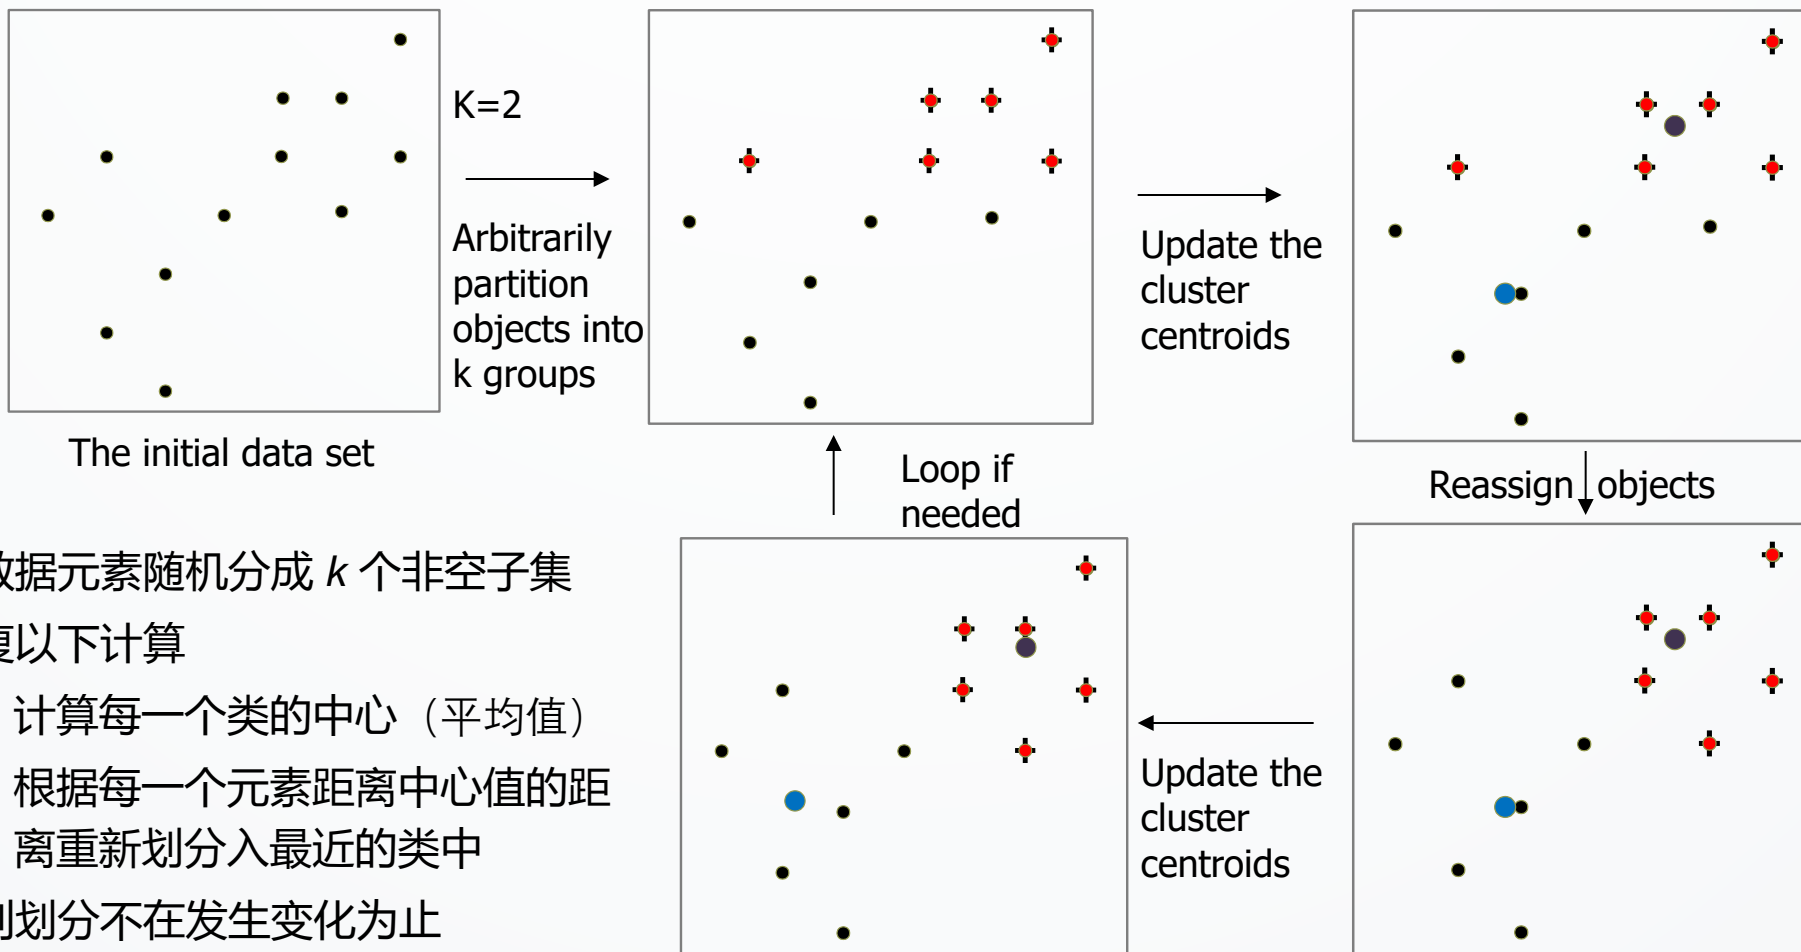 K=2
Arbitrarily
partition
objects into
k groups
Update the
cluster
centroids
The initial data set
Loop if
needed
Reassign objects
据元素随机分成 k 个非空子集
以下计算
计算每一个类的中心（平均值）
根据每一个元素距离中心值的距
离重新划分入最近的类中
划分不在发生变化为止
Update the
cluster
centroids